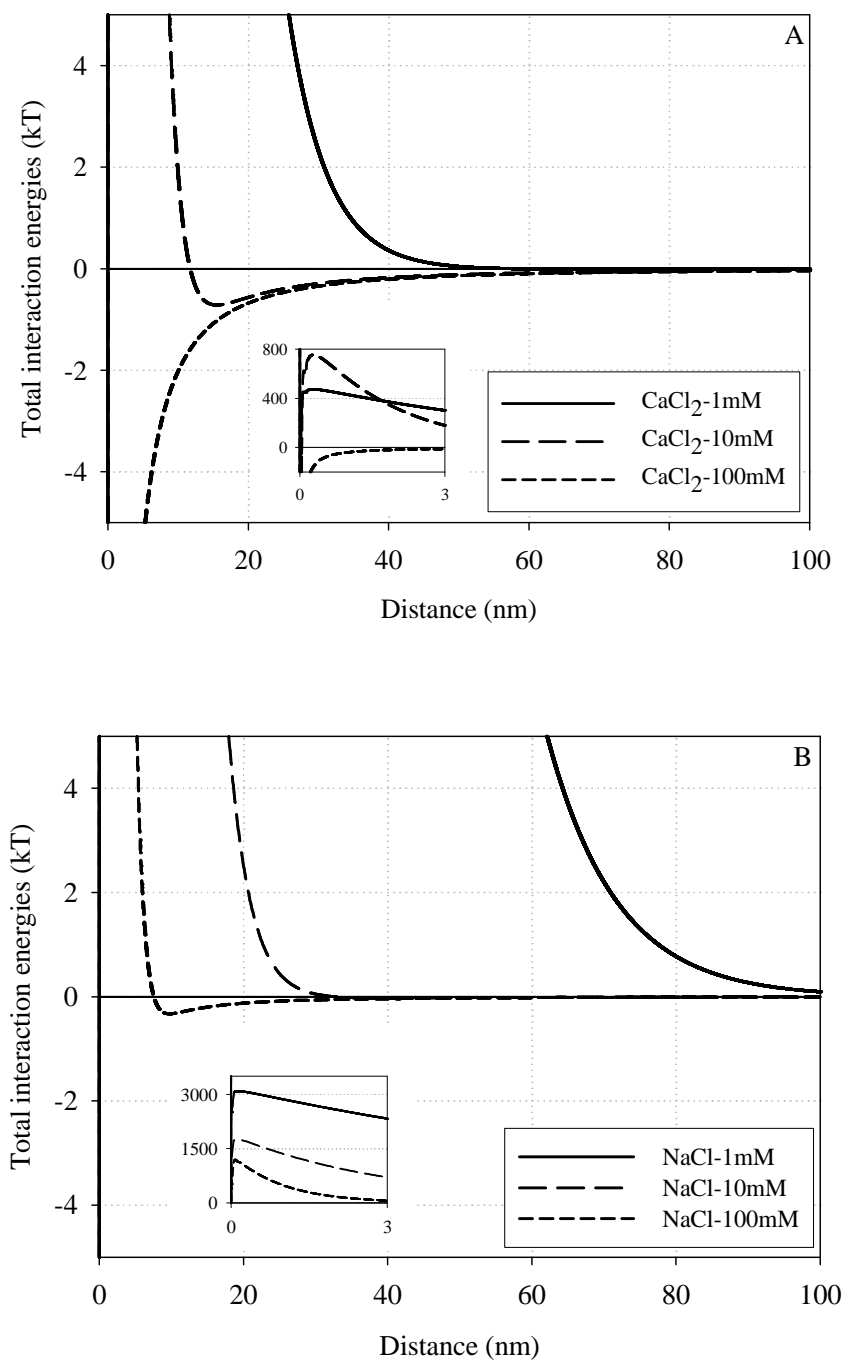 A
Total interaction energies (kT)
4
2
0
-2
-4
800
400
0
0
3
CaCl2-1mM
CaCl2-10mM
CaCl2-100mM
0
20
40
60
80
100
Distance (nm)
B
Total interaction energies (kT)
4
2
0
-2
-4
3000
1500
0
0
3
NaCl-1mM
NaCl-10mM
NaCl-100mM
0
20
40
60
80
100
Distance (nm)